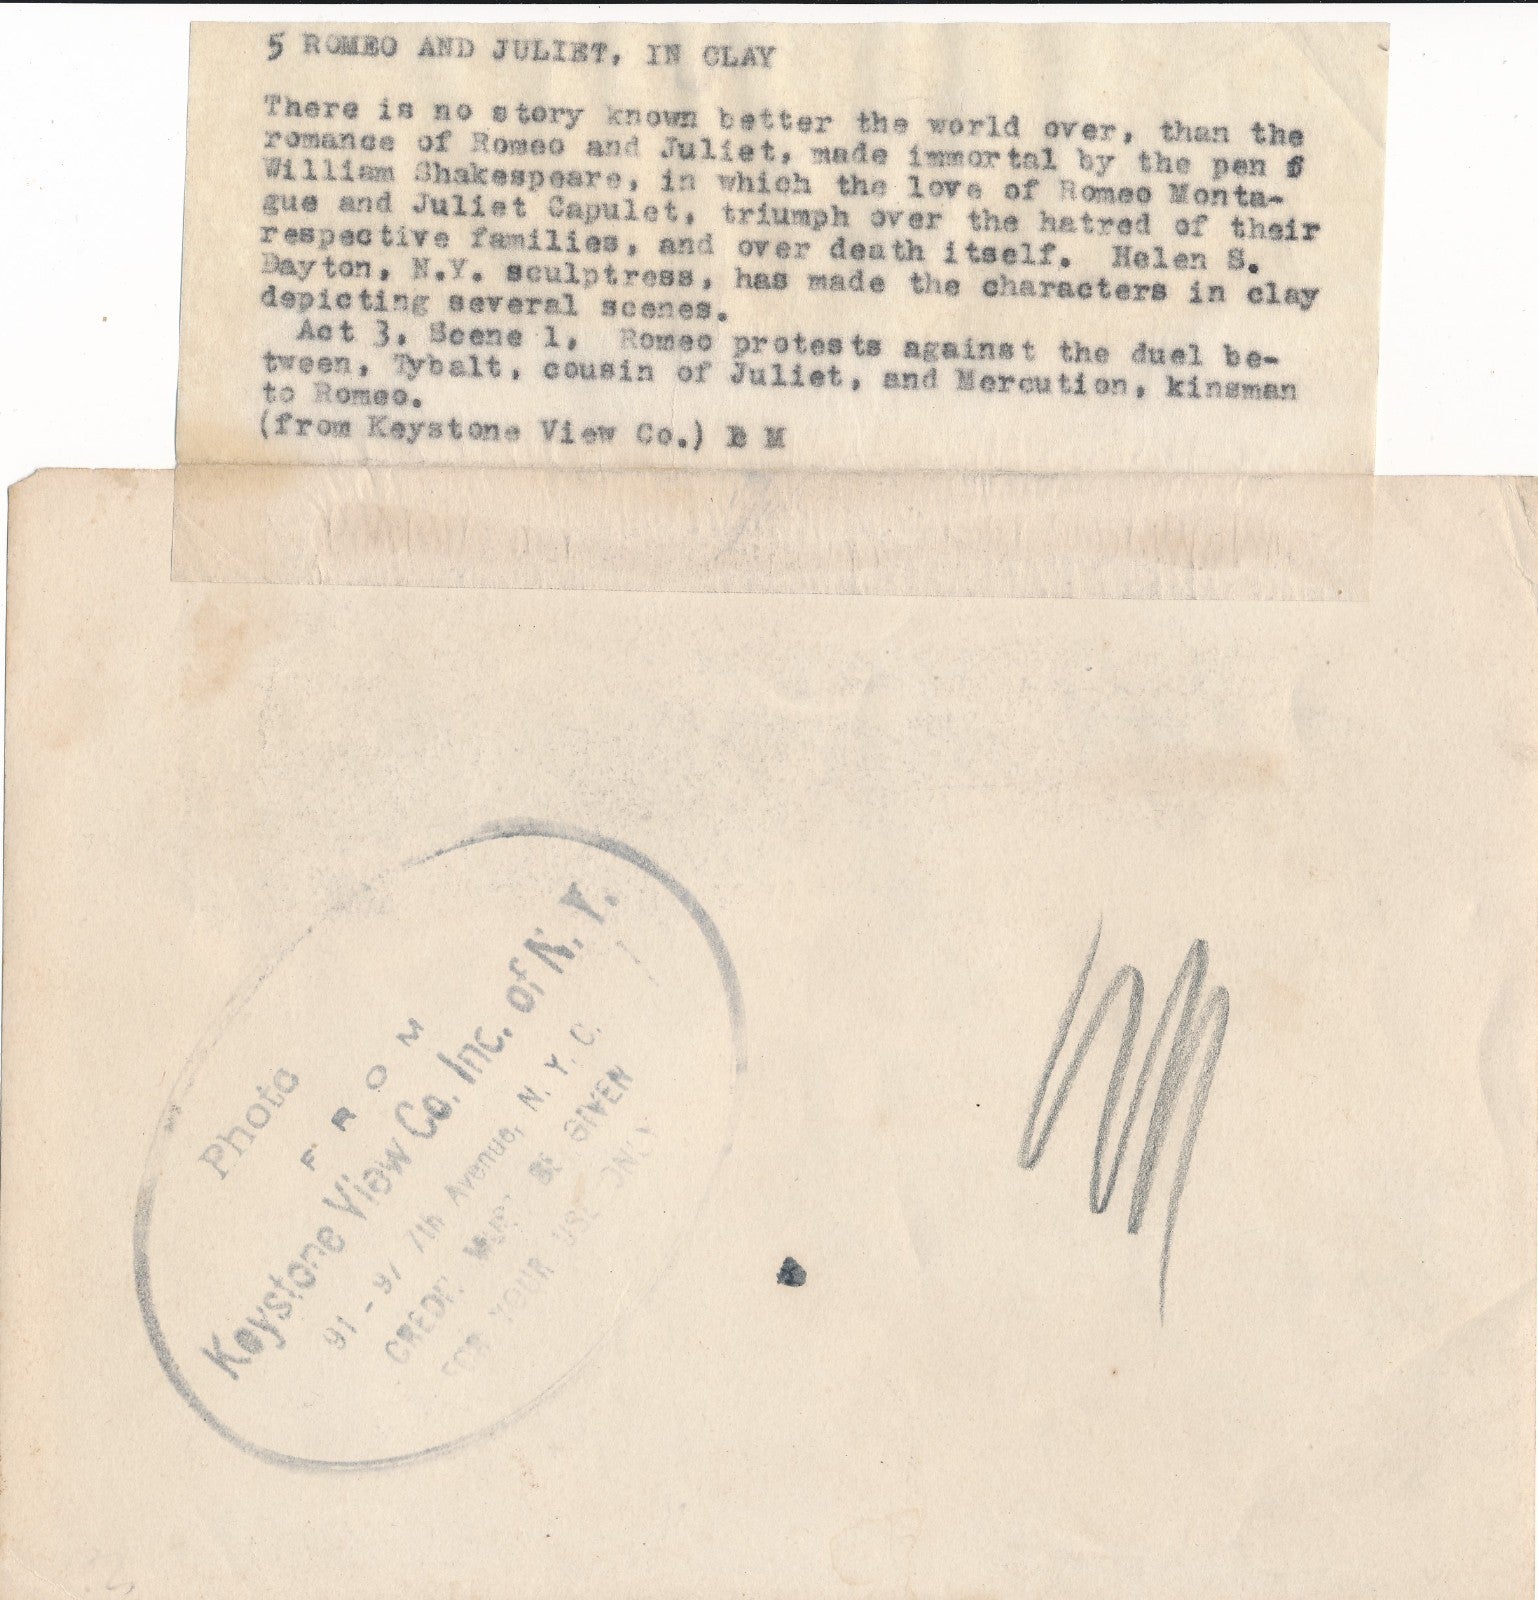 5 ROMEO AND JULIET, IN CLAY
There is no story known better the world over, than the
romance of Romeo and Juliet, made immortal by the pen
William Shakespeare, in which the love of Romeo Monta-
gue and Juliet Capulet, triumph over the hatred of their
respective families, and over death itself. Helen S.
Dayton, N.Y. sculptress, has made the characters in clay
depicting several scenes.
Act 3, Scene 1, Romeo protests against the duel be-
tween, Tybalt, cousin of Juliet, and Mercution, kinsman
to Romeo.
(from Keystone View Co.) B M
Photo
FROM
Keystone View Co. Inc. of N. Y.
91 - 97 7th Avenue, N. Y. C.
CREDIT MUST BE GIVEN
FOR YOUR USE ONLY